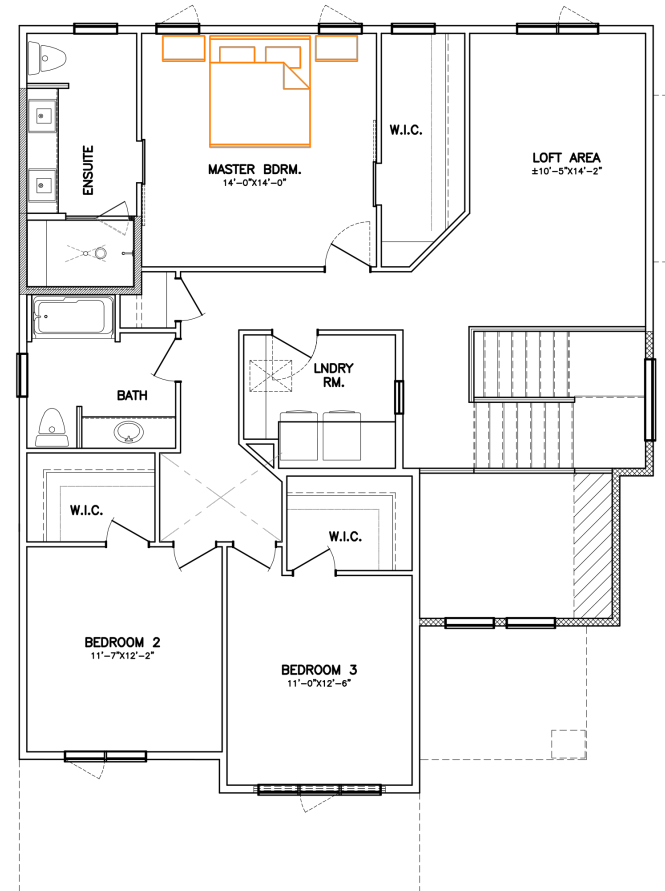 W.I.C.
ENSUITE
MASTER BDRM.
14'-0"X14'-0"
LOFT AREA
±10'-5"X14'-2"
LNDRY
RM.
BATH
W.I.C.
W.I.C.
BEDROOM 2
11'-7"X12'-2"
BEDROOM 3
11'-0"X12'-6"